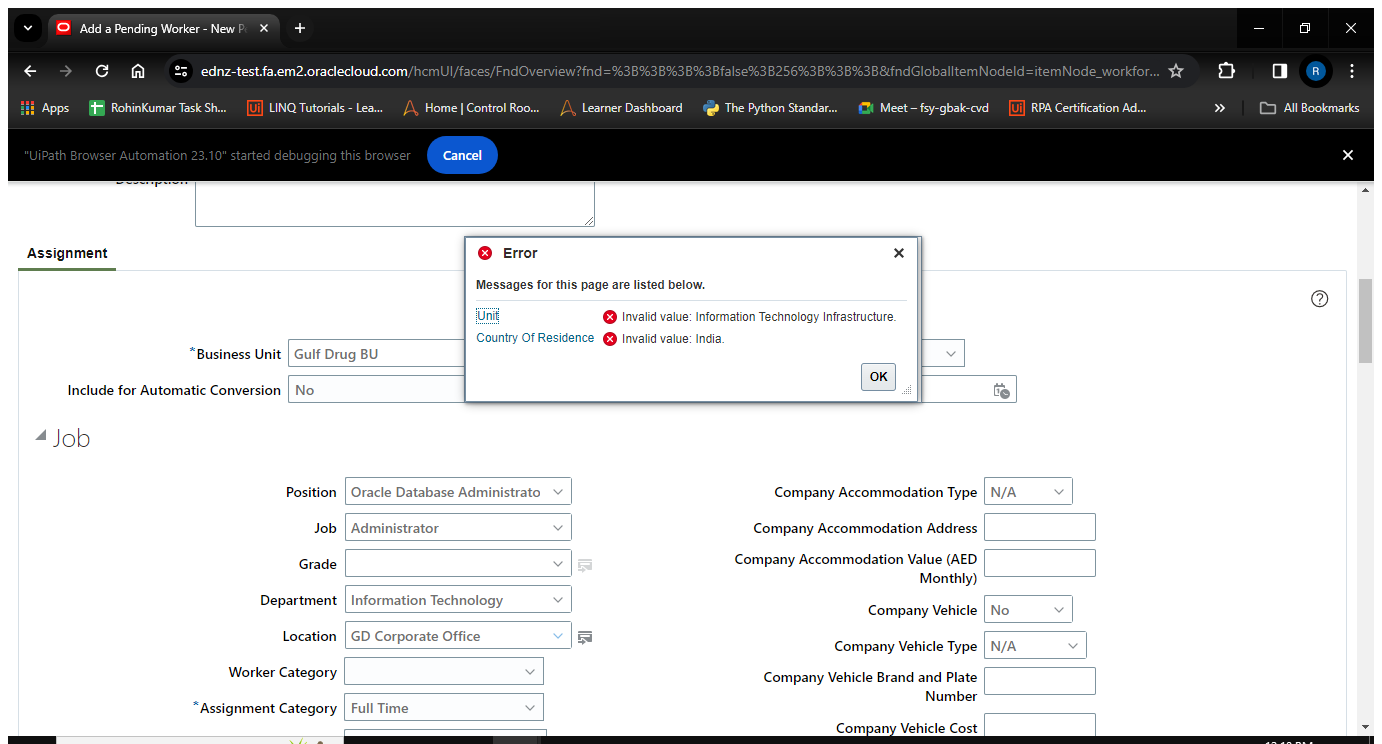 Add a Pending Worker - New P
ednz-test.fa.em2.oraclecloud.com/hcmUI/faces/FndOverview?fnd=%3B%3B%3B%3Bfalse%3B256%3B%3B%3B&fndGlobalItemNodeId=itemNode_workfor...
R
Apps
RohinKumar Task Sh...
LINQ Tutorials - Lea...
Home | Control Roo...
Learner Dashboard
The Python Standar...
Meet – fsy-gbak-cvd
RPA Certification Ad...
All Bookmarks
"UiPath Browser Automation 23.10" started debugging this browser
Cancel
Description
Assignment
Error
Messages for this page are listed below.
Unit Invalid value: Information Technology Infrastructure.
Country Of Residence Invalid value: India.
OK
*Business Unit Gulf Drug BU
Include for Automatic Conversion No
Job
Position Oracle Database Administrato
Job Administrator
Grade
Department Information Technology
Location GD Corporate Office
Worker Category
*Assignment Category Full Time
Company Accommodation Type N/A
Company Accommodation Address
Company Accommodation Value (AED
Monthly)
Company Vehicle No
Company Vehicle Type N/A
Company Vehicle Brand and Plate
Number
Company Vehicle Cost